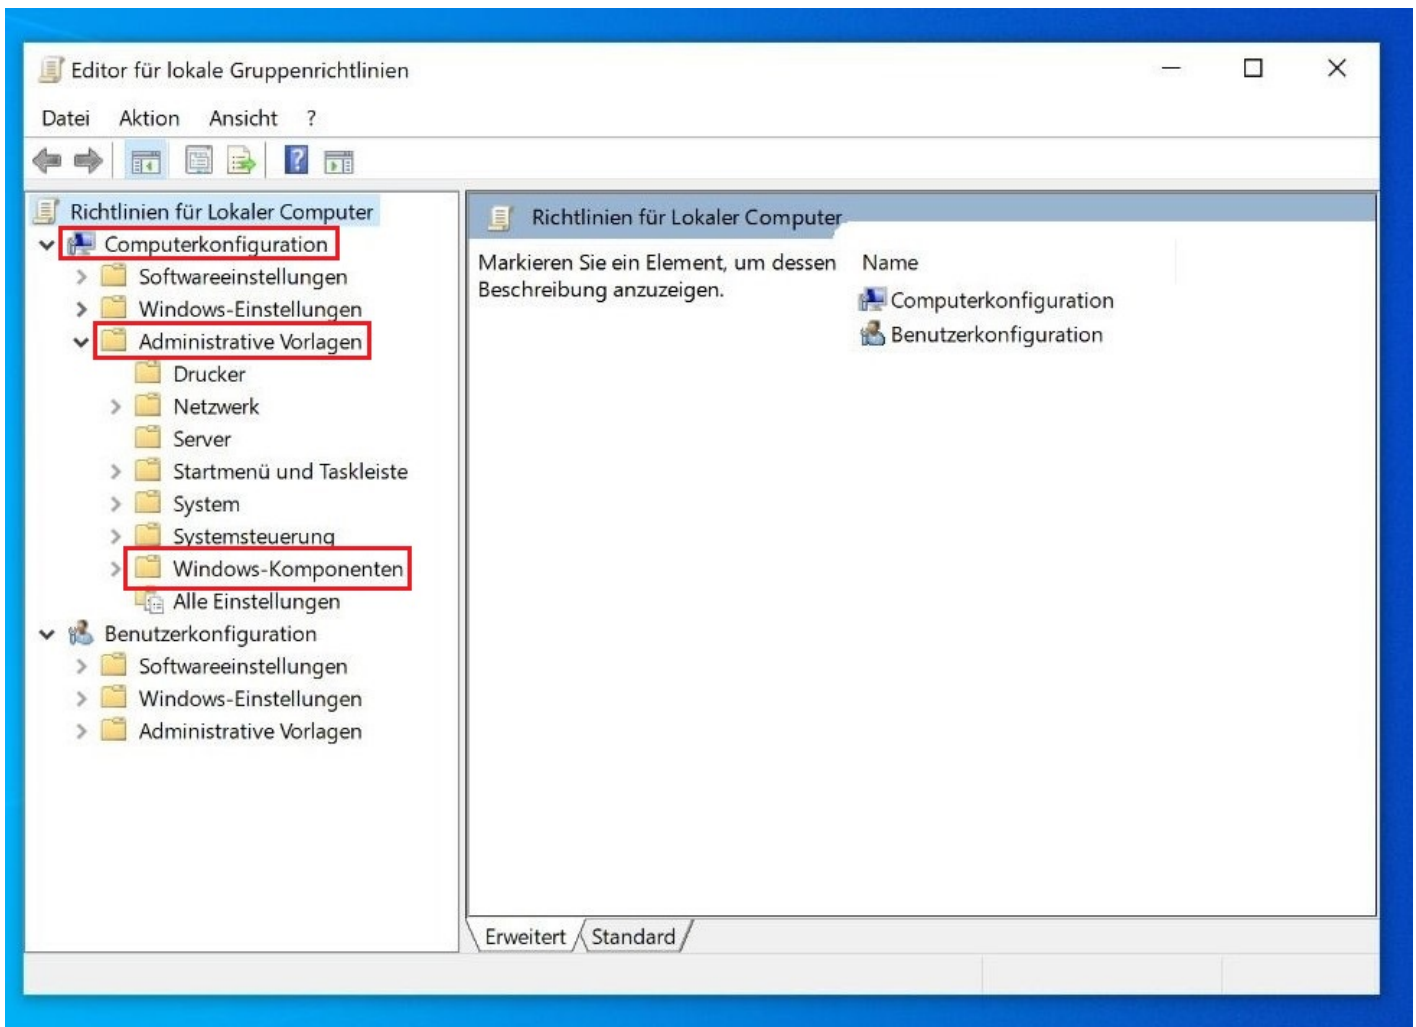 Editor für lokale Gruppenrichtlinien
Datei Aktion Ansicht ?
Richtlinien für Lokaler Computer
Computerkonfiguration
Softwareeinstellungen
Windows-Einstellungen
Administrative Vorlagen
Drucker
Netzwerk
Server
Startmenü und Taskleiste
System
Systemsteuerung
Windows-Komponenten
Alle Einstellungen
Benutzerkonfiguration
Softwareeinstellungen
Windows-Einstellungen
Administrative Vorlagen
Richtlinien für Lokaler Computer
Markieren Sie ein Element, um dessen
Beschreibung anzuzeigen.
Name
Computerkonfiguration
Benutzerkonfiguration
Erweitert Standard